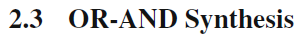 2.3 OR-AND Synthesis